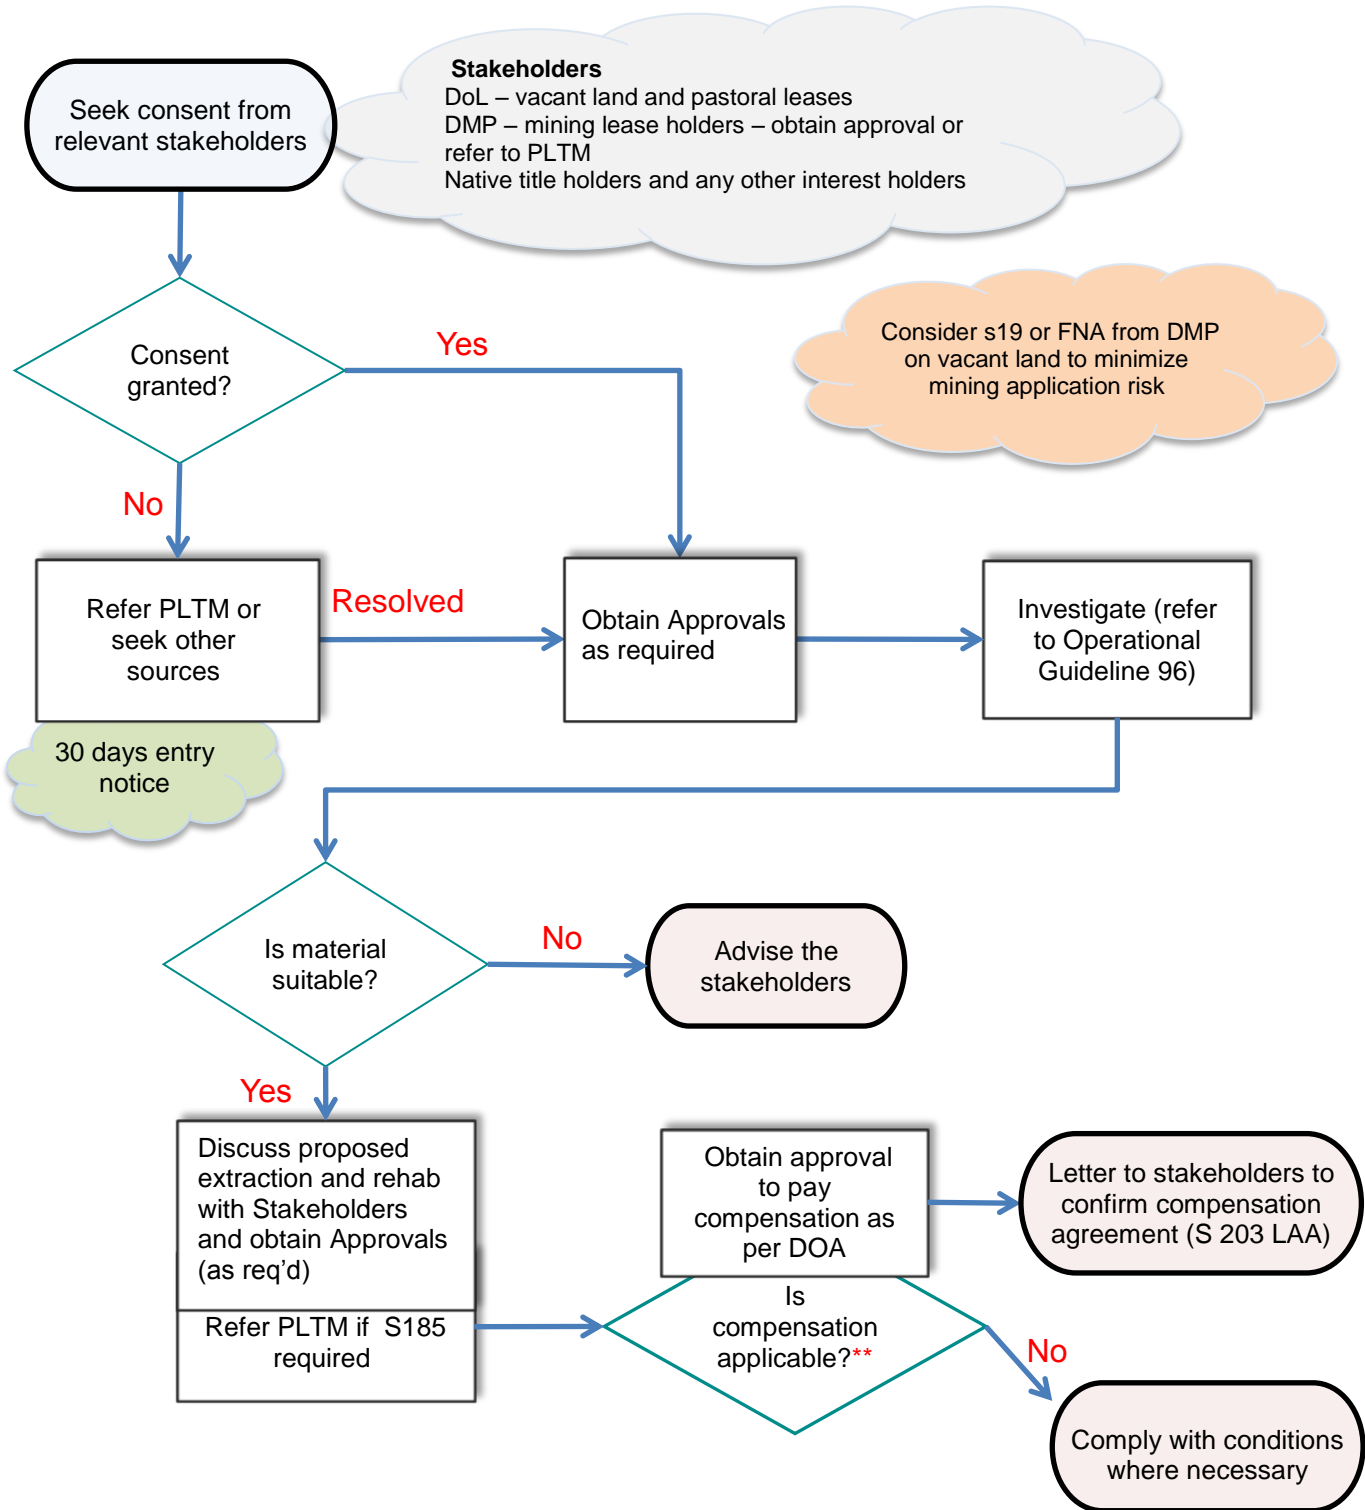 Seek consent from
relevant stakeholders
Stakeholders
DoL – vacant land and pastoral leases
DMP – mining lease holders – obtain approval or
refer to PLTM
Native title holders and any other interest holders
Consider s19 or FNA from DMP
on vacant land to minimize
mining application risk
Consent
granted?
Yes
No
Refer PLTM or
seek other
sources
Resolved
Obtain Approvals
as required
Investigate (refer
to Operational
Guideline 96)
30 days entry
notice
Is material
suitable?
No
Advise the
stakeholders
Yes
Discuss proposed
extraction and rehab
with Stakeholders
and obtain Approvals
(as req’d)
Refer PLTM if  S185
required
Obtain approval
to pay
compensation as
per DOA
Letter to stakeholders to
confirm compensation
agreement (S 203 LAA)
Is
compensation
applicable?**
No
Comply with conditions
where necessary